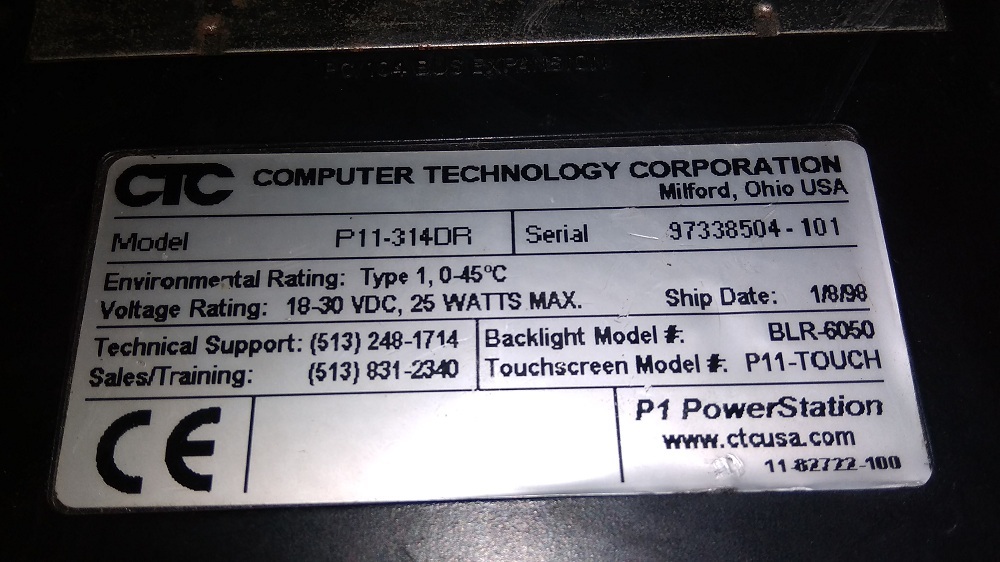 PC/104 BUS EXPANSION
CTC COMPUTER TECHNOLOGY CORPORATION
Milford, Ohio USA
Model P11-314DR Serial 97338504-101
Environmental Rating: Type 1, 0-45°C
Voltage Rating: 18-30 VDC, 25 WATTS MAX. Ship Date: 1/8/98
Technical Support: (513) 248-1714 Backlight Model #: BLR-6050
Sales/Training: (513) 831-2340 Touchscreen Model #: P11-TOUCH
CE
P1 PowerStation
www.ctcusa.com
11-82722-100